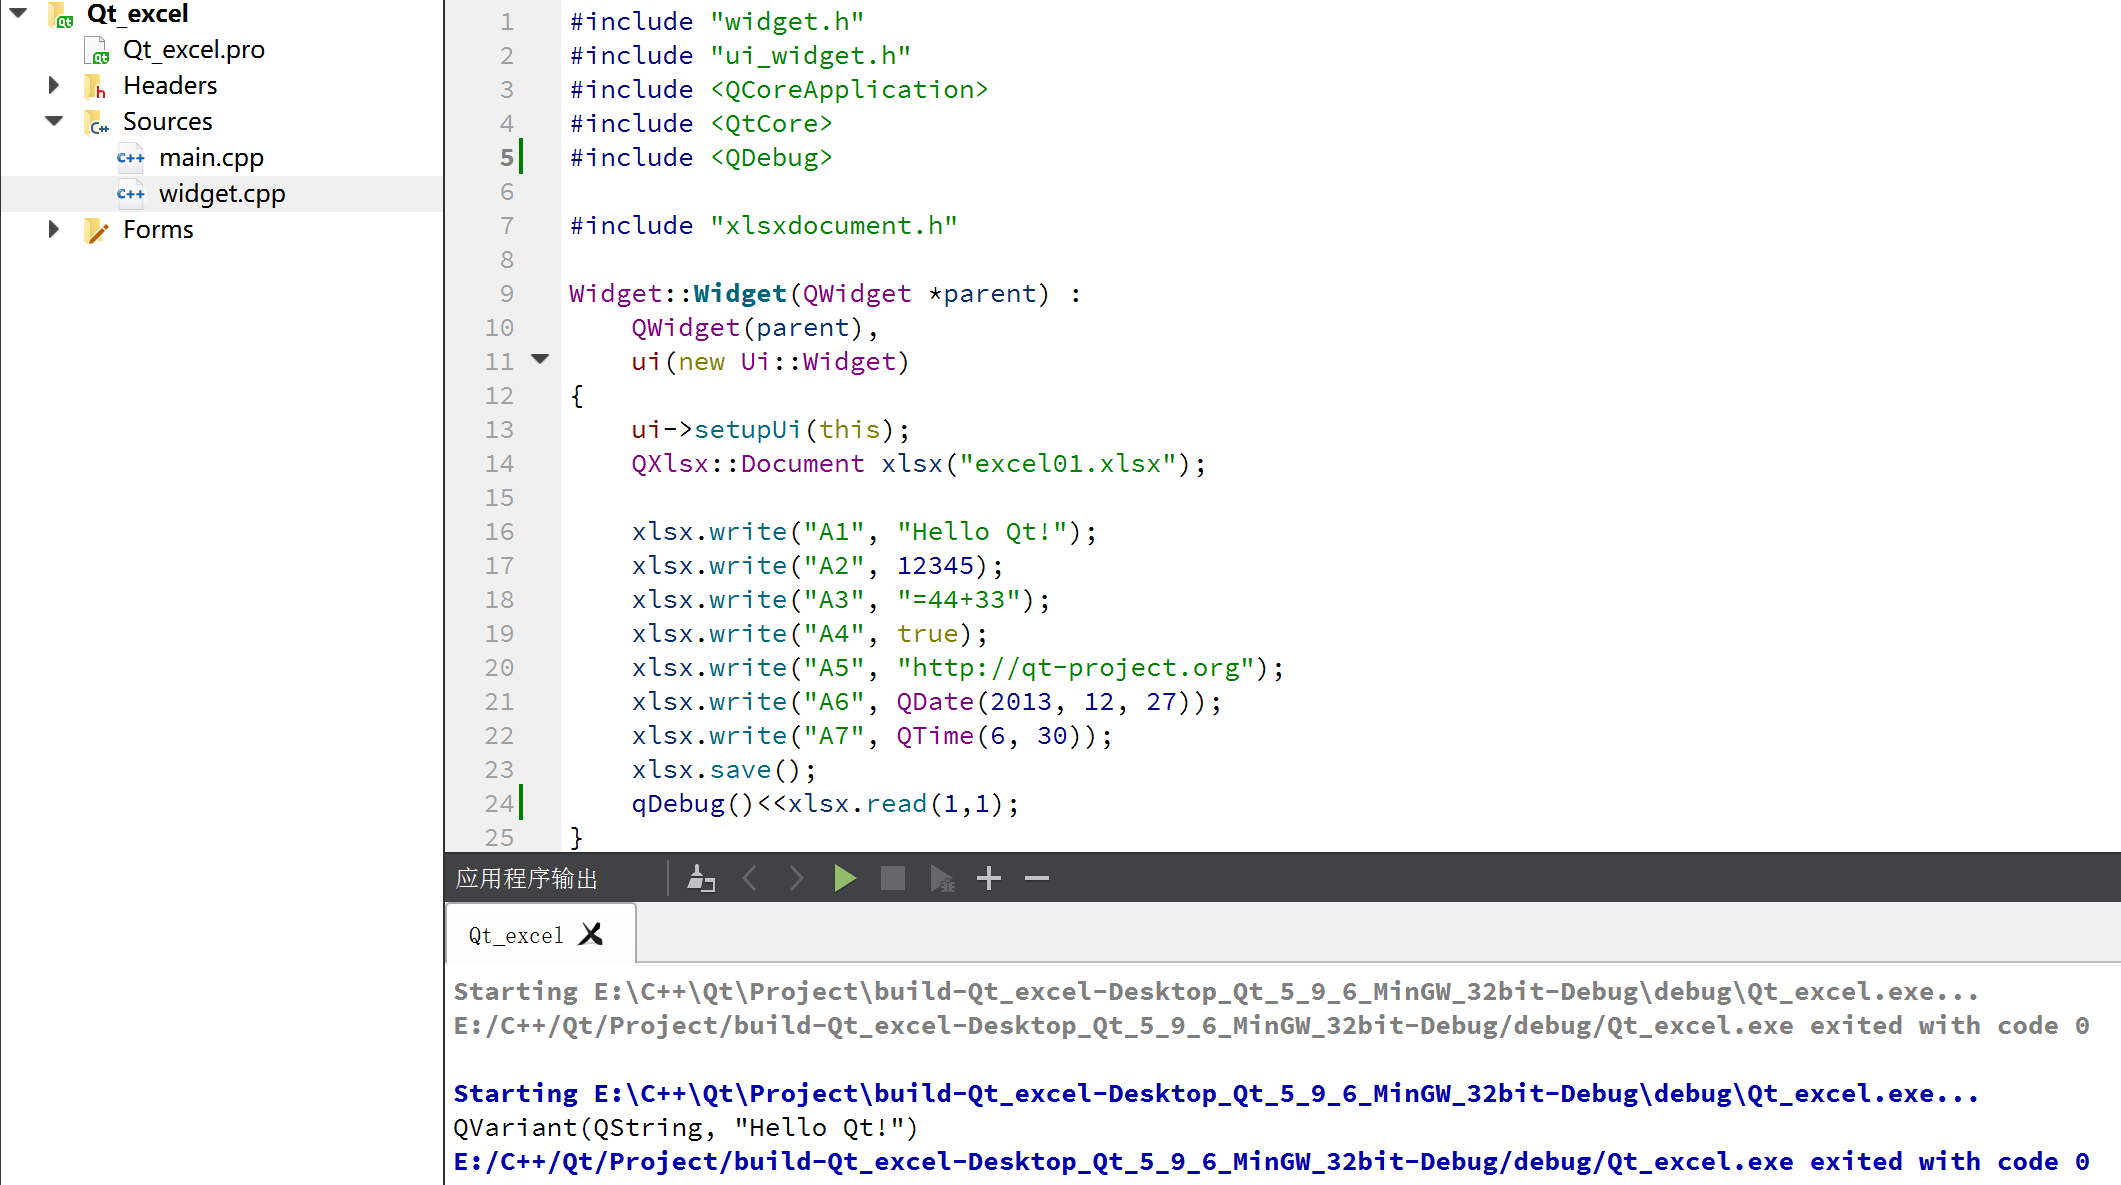 Qt_excel
Qt_excel.pro
Headers
Sources
main.cpp
widget.cpp
Forms
1 #include "widget.h"
2 #include "ui_widget.h"
3 #include <QCoreApplication>
4 #include <QtCore>
5 #include <QDebug>
6
7 #include "xlsxdocument.h"
8
9 Widget::Widget(QWidget *parent) :
10     QWidget(parent),
11     ui(new Ui::Widget)
12 {
13     ui->setupUi(this);
14     QXlsx::Document xlsx("excel01.xlsx");
15
16     xlsx.write("A1", "Hello Qt!");
17     xlsx.write("A2", 12345);
18     xlsx.write("A3", "=44+33");
19     xlsx.write("A4", true);
20     xlsx.write("A5", "http://qt-project.org");
21     xlsx.write("A6", QDate(2013, 12, 27));
22     xlsx.write("A7", QTime(6, 30));
23     xlsx.save();
24     qDebug()<<xlsx.read(1,1);
25 }
应用程序输出
Qt_excel
Starting E:\C++\Qt\Project\build-Qt_excel-Desktop_Qt_5_9_6_MinGW_32bit-Debug\debug\Qt_excel.exe...
E:/C++/Qt/Project/build-Qt_excel-Desktop_Qt_5_9_6_MinGW_32bit-Debug/debug/Qt_excel.exe exited with code 0
Starting E:\C++\Qt\Project\build-Qt_excel-Desktop_Qt_5_9_6_MinGW_32bit-Debug\debug\Qt_excel.exe...
QVariant(QString, "Hello Qt!")
E:/C++/Qt/Project/build-Qt_excel-Desktop_Qt_5_9_6_MinGW_32bit-Debug/debug/Qt_excel.exe exited with code 0